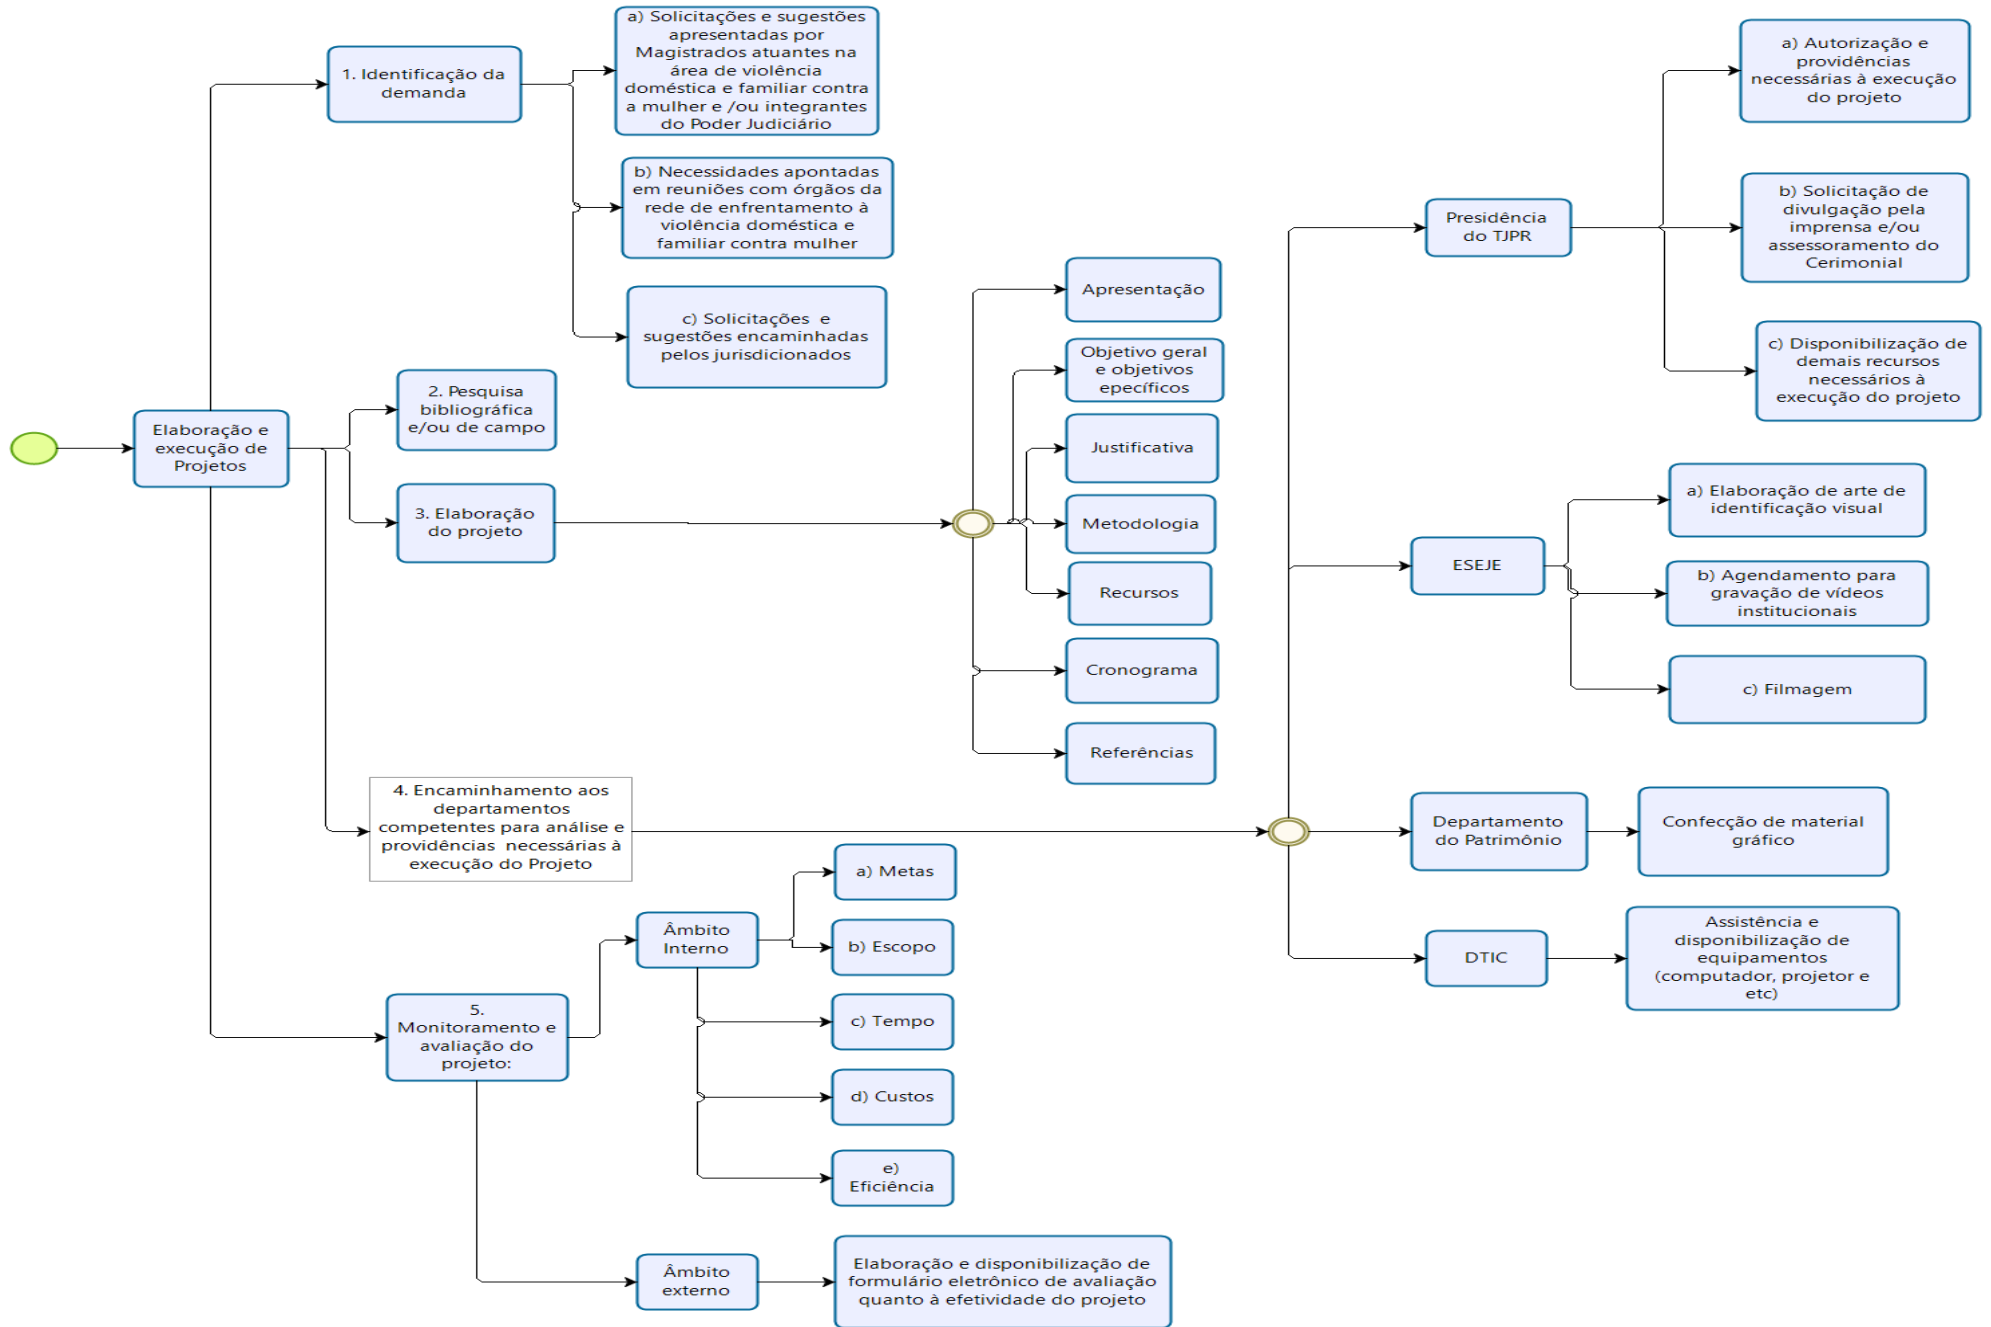 Elaboração e
execução de
Projetos
1. Identificação da
demanda
a) Solicitações e sugestões
apresentadas por
Magistrados atuantes na
área de violência
doméstica e familiar contra
a mulher e /ou integrantes
do Poder Judiciário
b) Necessidades apontadas
em reuniões com órgãos da
rede de enfrentamento à
violência doméstica e
familiar contra mulher
c) Solicitações e
sugestões encaminhadas
pelos jurisdicionados
2. Pesquisa
bibliográfica
e/ou de campo
3. Elaboração
do projeto
Apresentação
Objetivo geral
e objetivos
epecíficos
Justificativa
Metodologia
Recursos
Cronograma
Referências
4. Encaminhamento aos
departamentos
competentes para análise e
providências necessárias à
execução do Projeto
Presidência
do TJPR
a) Autorização e
providências
necessárias à execução
do projeto
b) Solicitação de
divulgação pela
imprensa e/ou
assessoramento do
Cerimonial
c) Disponibilização de
demais recursos
necessários à
execução do projeto
ESEJE
a) Elaboração de arte de
identificação visual
b) Agendamento para
gravação de vídeos
institucionais
c) Filmagem
Departamento
do Patrimônio
Confecção de material
gráfico
DTIC
Assistência e
disponibilização de
equipamentos
(computador, projetor e
etc)
5.
Monitoramento e
avaliação do
projeto:
Âmbito
Interno
a) Metas
b) Escopo
c) Tempo
d) Custos
e)
Eficiência
Âmbito
externo
Elaboração e disponibilização de
formulário eletrônico de avaliação
quanto à efetividade do projeto